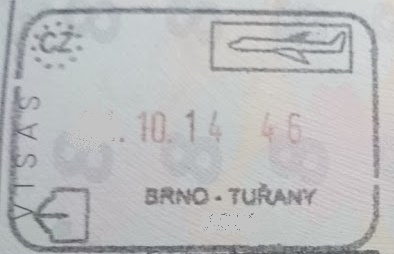 CZ
.10.14 46
VISAS
BRNO - TUŘANY